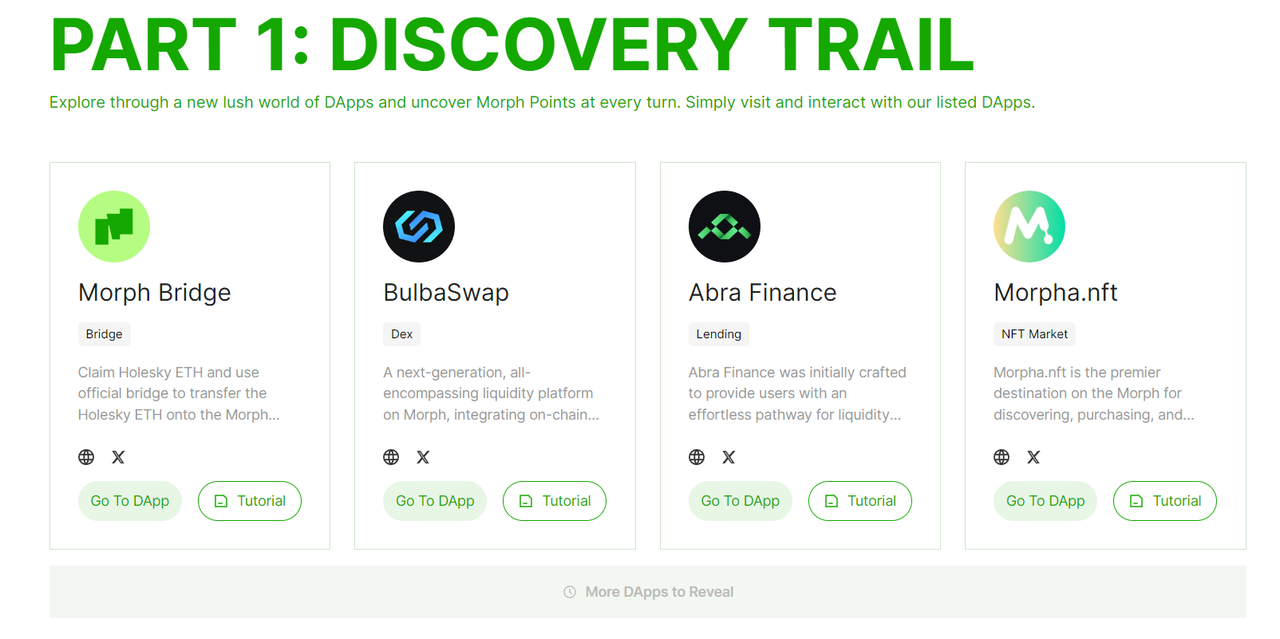 PART 1: DISCOVERY TRAIL
Explore through a new lush world of DApps and uncover Morph Points at every turn. Simply visit and interact with our listed DApps.
Morph Bridge
Bridge
Claim Holesky ETH and use
official bridge to transfer the
Holesky ETH onto the Morph...
Go To DApp
Tutorial
BulbaSwap
Dex
A next-generation, all-
encompassing liquidity platform
on Morph, integrating on-chain...
Go To DApp
Tutorial
Abra Finance
Lending
Abra Finance was initially crafted
to provide users with an
effortless pathway for liquidity...
Go To DApp
Tutorial
Morpha.nft
NFT Market
Morpha.nft is the premier
destination on the Morph for
discovering, purchasing, and...
Go To DApp
Tutorial
More DApps to Reveal